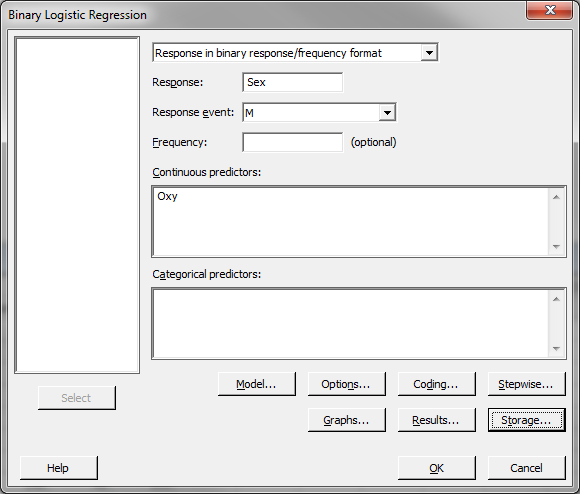 Binary Logistic Regression
Response in binary response/frequency format
Response: Sex
Response event: M
Frequency: (optional)
Continuous predictors:
Oxy
Categorical predictors:
Model... Options... Coding... Stepwise...
Select
Graphs... Results... Storage...
Help OK Cancel